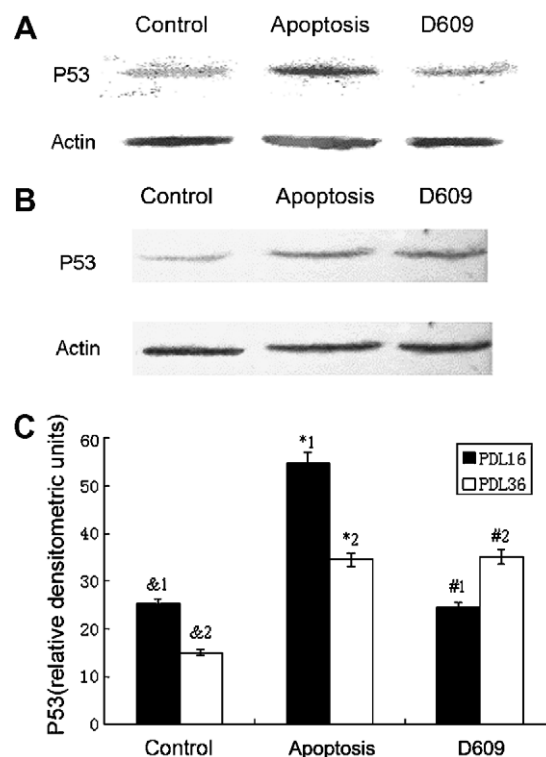 A
Control Apoptosis D609
P53
Actin
B
Control Apoptosis D609
P53
Actin
C
P53(relative densitometric units)
60
50
40
30
20
10
0
&1
&2
*1
*2
#1
#2
PDL16
PDL36
Control Apoptosis D609